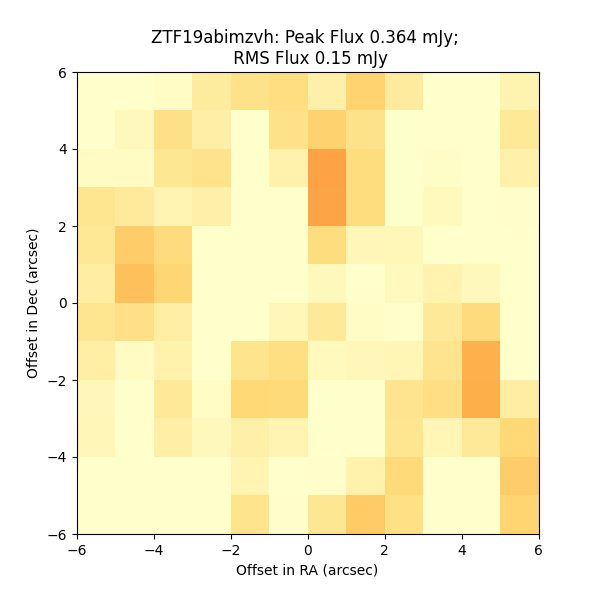 ZTF19abimzvh: Peak Flux 0.364 mJy;
RMS Flux 0.15 mJy
6
4
2
0
−2
−4
−6
Offset in Dec (arcsec)
−6 −4 −2 0 2 4 6
Offset in RA (arcsec)